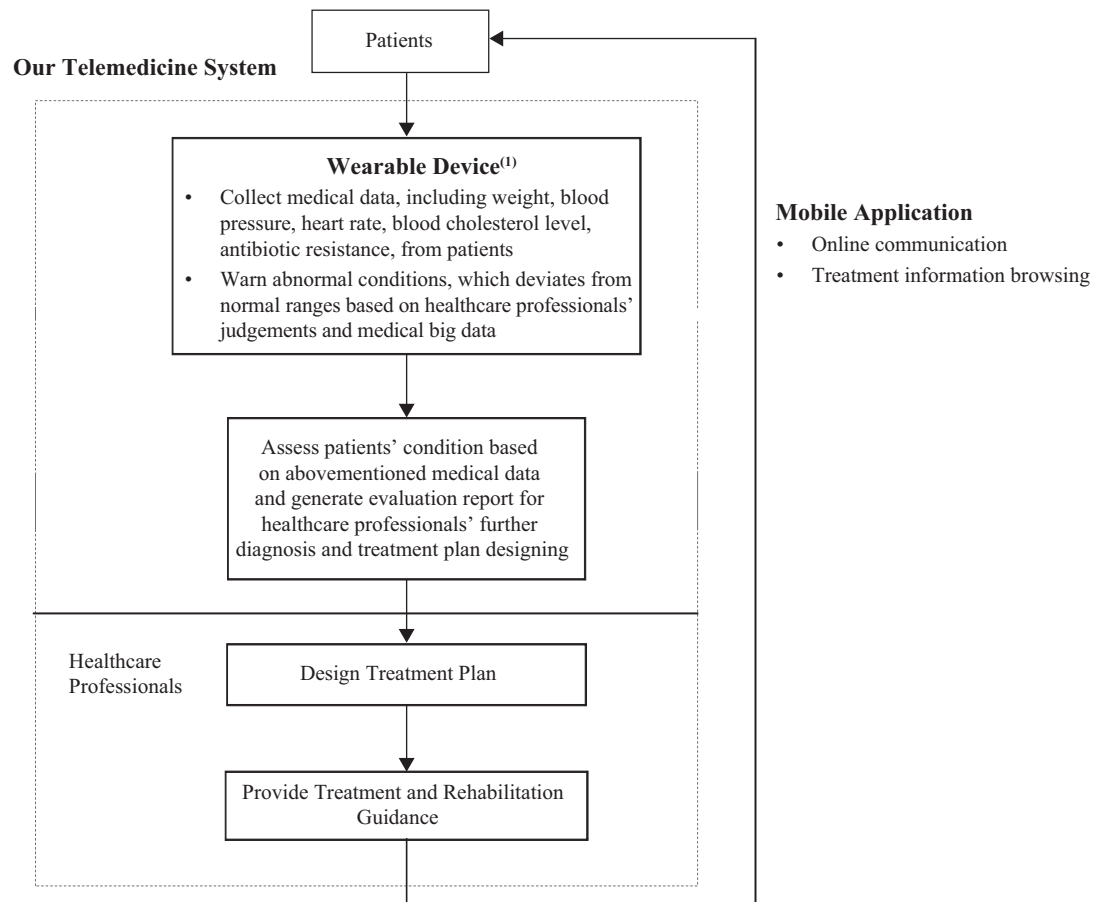 Patients
Our Telemedicine System
Wearable Device(1)
• Collect medical data, including weight, blood
pressure, heart rate, blood cholesterol level,
antibiotic resistance, from patients
• Warn abnormal conditions, which deviates from
normal ranges based on healthcare professionals’
judgements and medical big data
Mobile Application
• Online communication
• Treatment information browsing
Assess patients’ condition based
on abovementioned medical data
and generate evaluation report for
healthcare professionals’ further
diagnosis and treatment plan designing
Healthcare
Professionals
Design Treatment Plan
Provide Treatment and Rehabilitation
Guidance